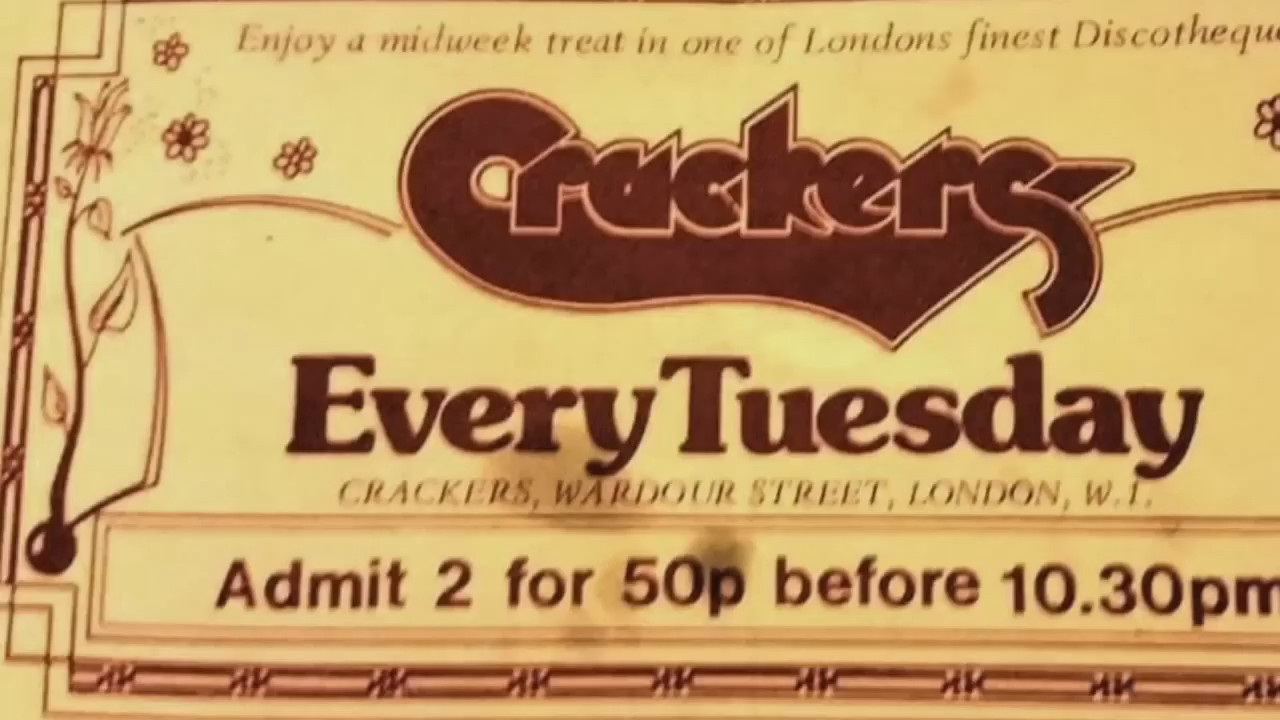 Enjoy a midweek treat in one of Londons finest Discotheque
Crackers
Every Tuesday
CRACKERS, WARDOUR STREET, LONDON, W.1.
Admit 2 for 50p before 10.30pm